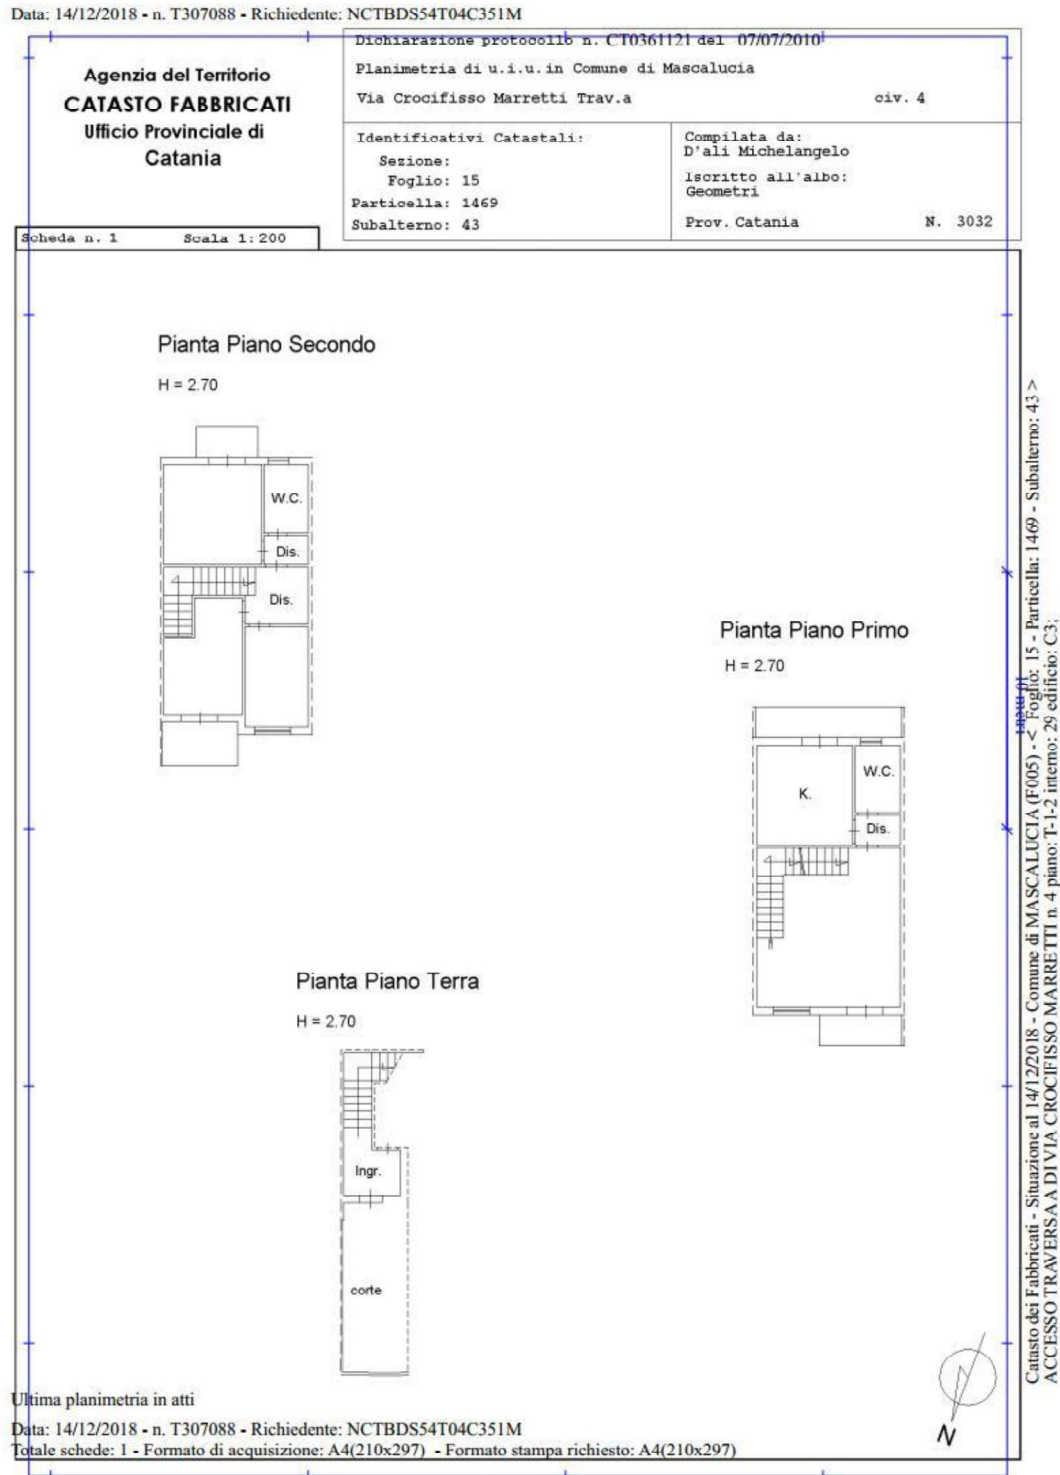 Data: 14/12/2018 - n. T307088 - Richiedente: NCTBDS54T04C351M
Agenzia del Territorio
CATASTO FABBRICATI
Ufficio Provinciale di
Catania
Dichiarazione protocollo n. CT0361121 del 07/07/2010
Planimetria di u.i.u. in Comune di Mascalucia
Via Crocifisso Marretti Trav.a civ. 4
Identificativi Catastali:
Sezione:
Foglio: 15
Particella: 1469
Subalterno: 43
Compilata da:
D'ali Michelangelo
Iscritto all'albo:
Geometri
Prov. Catania N. 3032
Scheda n. 1 Scala 1:200
Pianta Piano Secondo
H = 2.70
W.C.
Dis.
Dis.
Pianta Piano Primo
H = 2.70
K.
W.C.
Dis.
Pianta Piano Terra
H = 2.70
Ingr.
corte
N
10 metri
Catasto dei Fabbricati - Situazione al 14/12/2018 - Comune di MASCALUCIA (F005) - < Foglio: 15 - Particella: 1469 - Subalterno: 43 >
ACCESSO TRAVERSA A DI VIA CROCIFISSO MARRETTI n. 4 piano: T-1-2 interno: 29 edificio: C3;
Ultima planimetria in atti
Data: 14/12/2018 - n. T307088 - Richiedente: NCTBDS54T04C351M
Totale schede: 1 - Formato di acquisizione: A4(210x297) - Formato stampa richiesto: A4(210x297)